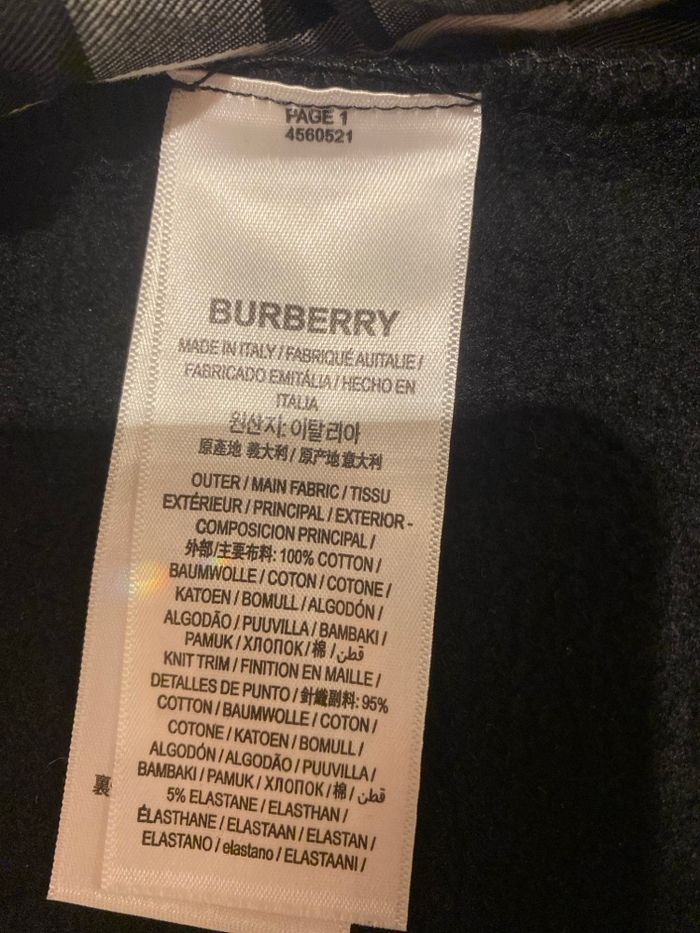 PAGE 1
4560521
BURBERRY
MADE IN ITALY / FABRIQUÉ AUITALIE /
FABRICADO EMITÁLIA / HECHO EN
ITALIA
원산지: 이탈리아
原產地 義大利 / 原产地意大利
OUTER / MAIN FABRIC / TISSU
EXTÉRIEUR / PRINCIPAL / EXTERIOR -
COMPOSICION PRINCIPAL /
外部/主要布料: 100% COTTON /
BAUMWOLLE / COTON / COTONE /
KATOEN / BOMULL / ALGODÓN /
ALGODÃO / PUUVILLA / BAMBAKI /
PAMUK / ХЛОПОК / 棉 / قطن /
KNIT TRIM / FINITION EN MAILLE /
DETALLES DE PUNTO / 針織副料: 95%
COTTON / BAUMWOLLE / COTON /
COTONE / KATOEN / BOMULL /
ALGODÓN / ALGODÃO / PUUVILLA /
BAMBAKI / PAMUK / ХЛОПОК / 棉 / قطن /
5% ELASTANE / ELASTHAN /
ÉLASTHANE / ELASTAAN / ELASTAN /
ELASTANO / elastano / ELASTAANI /
裏